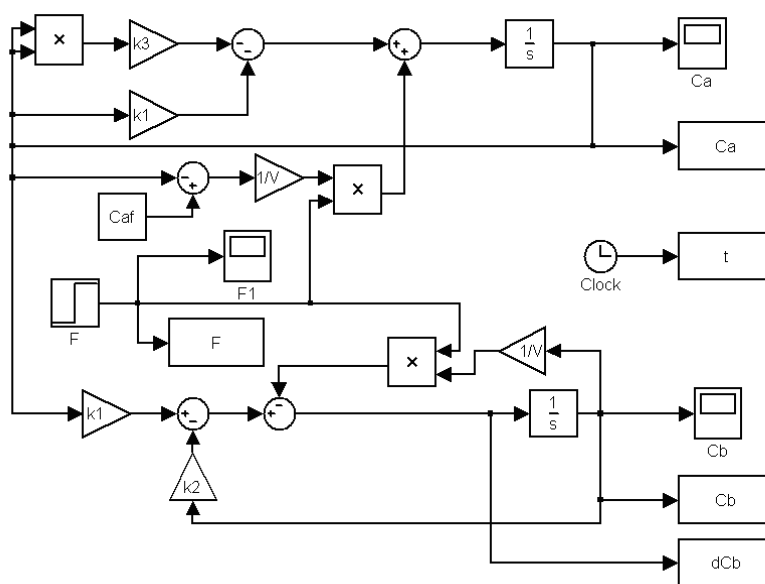 ×
k3
1
s
Ca
k1
Ca
1/V
×
Caf
t
Clock
F1
F
F
×
1/V
k1
1
s
Cb
k2
Cb
dCb